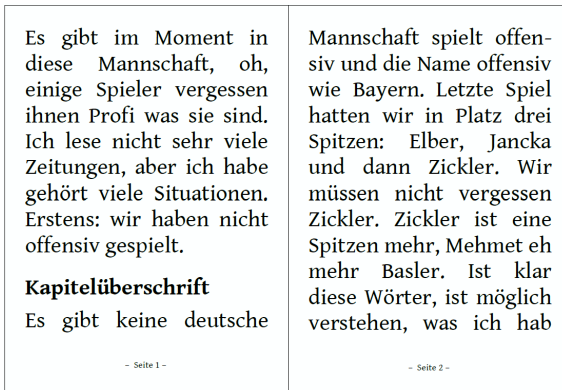 Es gibt im Moment in
diese Mannschaft, oh,
einige Spieler vergessen
ihnen Profi was sie sind.
Ich lese nicht sehr viele
Zeitungen, aber ich habe
gehört viele Situationen.
Erstens: wir haben nicht
offensiv gespielt.
Kapitelüberschrift
Es gibt keine deutsche
– Seite 1 –
Mannschaft spielt offen-
siv und die Name offensiv
wie Bayern. Letzte Spiel
hatten wir in Platz drei
Spitzen: Elber, Jancka
und dann Zickler. Wir
müssen nicht vergessen
Zickler. Zickler ist eine
Spitzen mehr, Mehmet eh
mehr Basler. Ist klar
diese Wörter, ist möglich
verstehen, was ich hab
– Seite 2 –